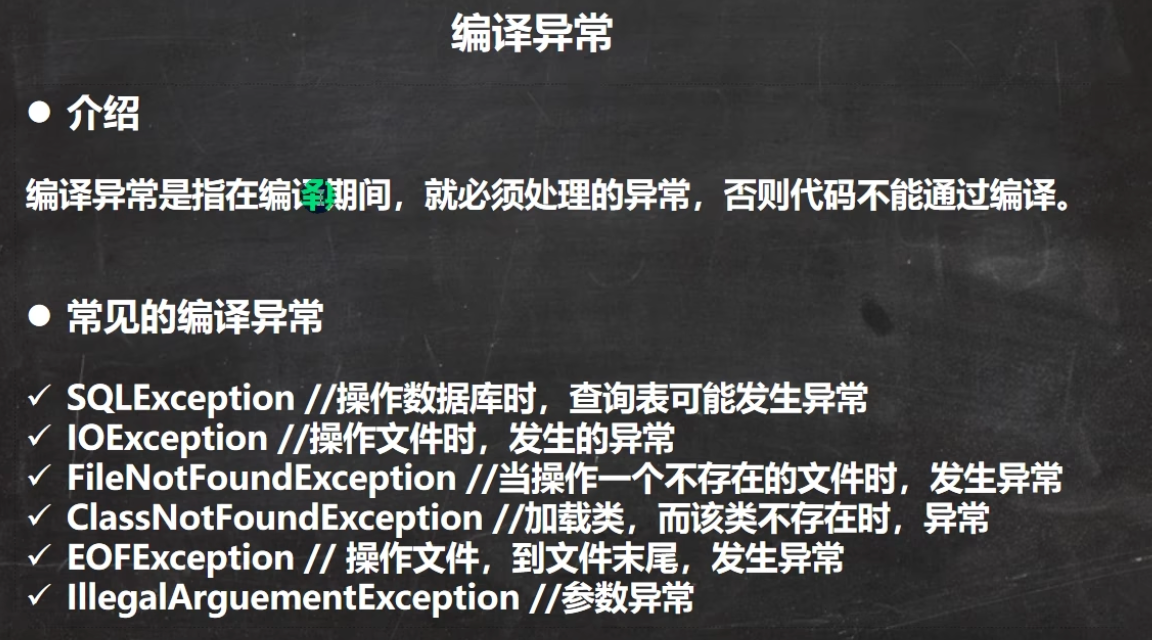 编译异常
● 介绍
编译异常是指在编译期间，就必须处理的异常，否则代码不能通过编译。
● 常见的编译异常
✓ SQLException //操作数据库时，查询表可能发生异常
✓ IOException //操作文件时，发生的异常
✓ FileNotFoundException //当操作一个不存在的文件时，发生异常
✓ ClassNotFoundException //加载类，而该类不存在时，异常
✓ EOFException // 操作文件，到文件末尾，发生异常
✓ IllegalArguementException //参数异常